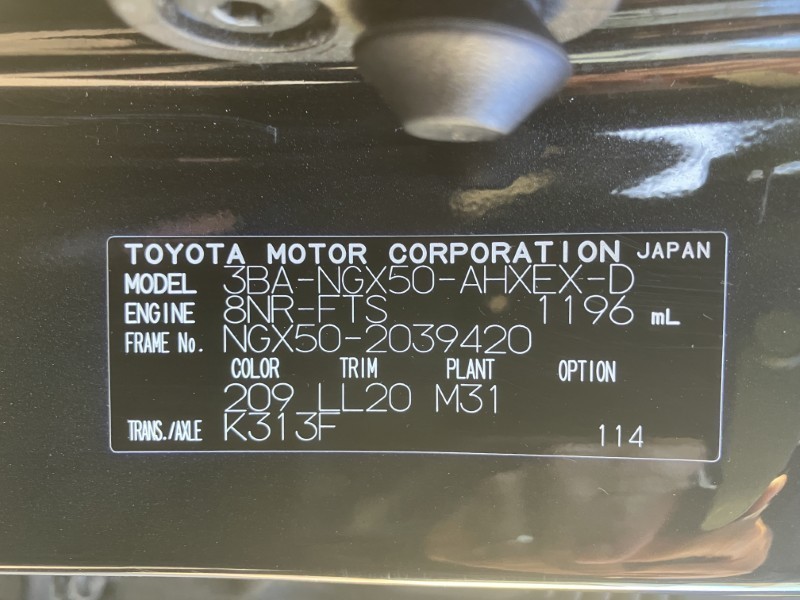 TOYOTA MOTOR CORPORATION JAPAN
MODEL 3BA-NGX50-AHXEX-D
ENGINE 8NR-FTS 1196 mL
FRAME No. NGX50-2039420
COLOR TRIM PLANT OPTION
209 LL20 M31
TRANS./AXLE K313F 114